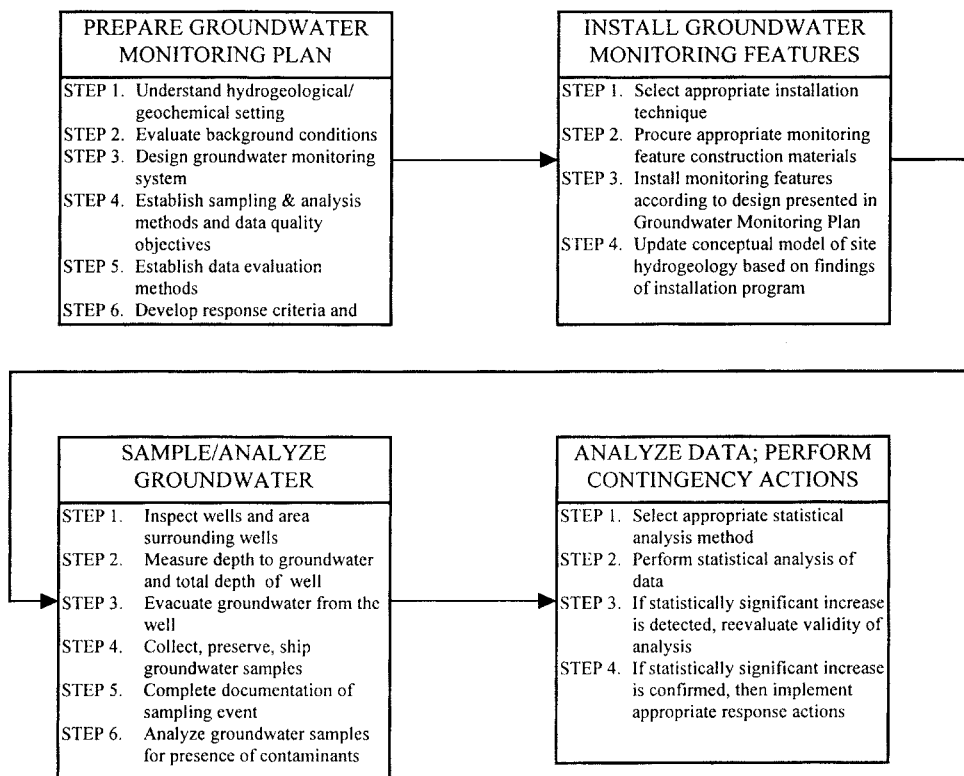 PREPARE GROUNDWATER
MONITORING PLAN
STEP 1. Understand hydrogeological/
geochemical setting
STEP 2. Evaluate background conditions
STEP 3. Design groundwater monitoring
system
STEP 4. Establish sampling & analysis
methods and data quality
objectives
STEP 5. Establish data evaluation
methods
STEP 6. Develop response criteria and
INSTALL GROUNDWATER
MONITORING FEATURES
STEP 1. Select appropriate installation
technique
STEP 2. Procure appropriate monitoring
feature construction materials
STEP 3. Install monitoring features
according to design presented in
Groundwater Monitoring Plan
STEP 4. Update conceptual model of site
hydrogeology based on findings
of installation program
SAMPLE/ANALYZE
GROUNDWATER
STEP 1. Inspect wells and area
surrounding wells
STEP 2. Measure depth to groundwater
and total depth of well
STEP 3. Evacuate groundwater from the
well
STEP 4. Collect, preserve, ship
groundwater samples
STEP 5. Complete documentation of
sampling event
STEP 6. Analyze groundwater samples
for presence of contaminants
ANALYZE DATA; PERFORM
CONTINGENCY ACTIONS
STEP 1. Select appropriate statistical
analysis method
STEP 2. Perform statistical analysis of
data
STEP 3. If statistically significant increase
is detected, reevaluate validity of
analysis
STEP 4. If statistically significant increase
is confirmed, then implement
appropriate response actions